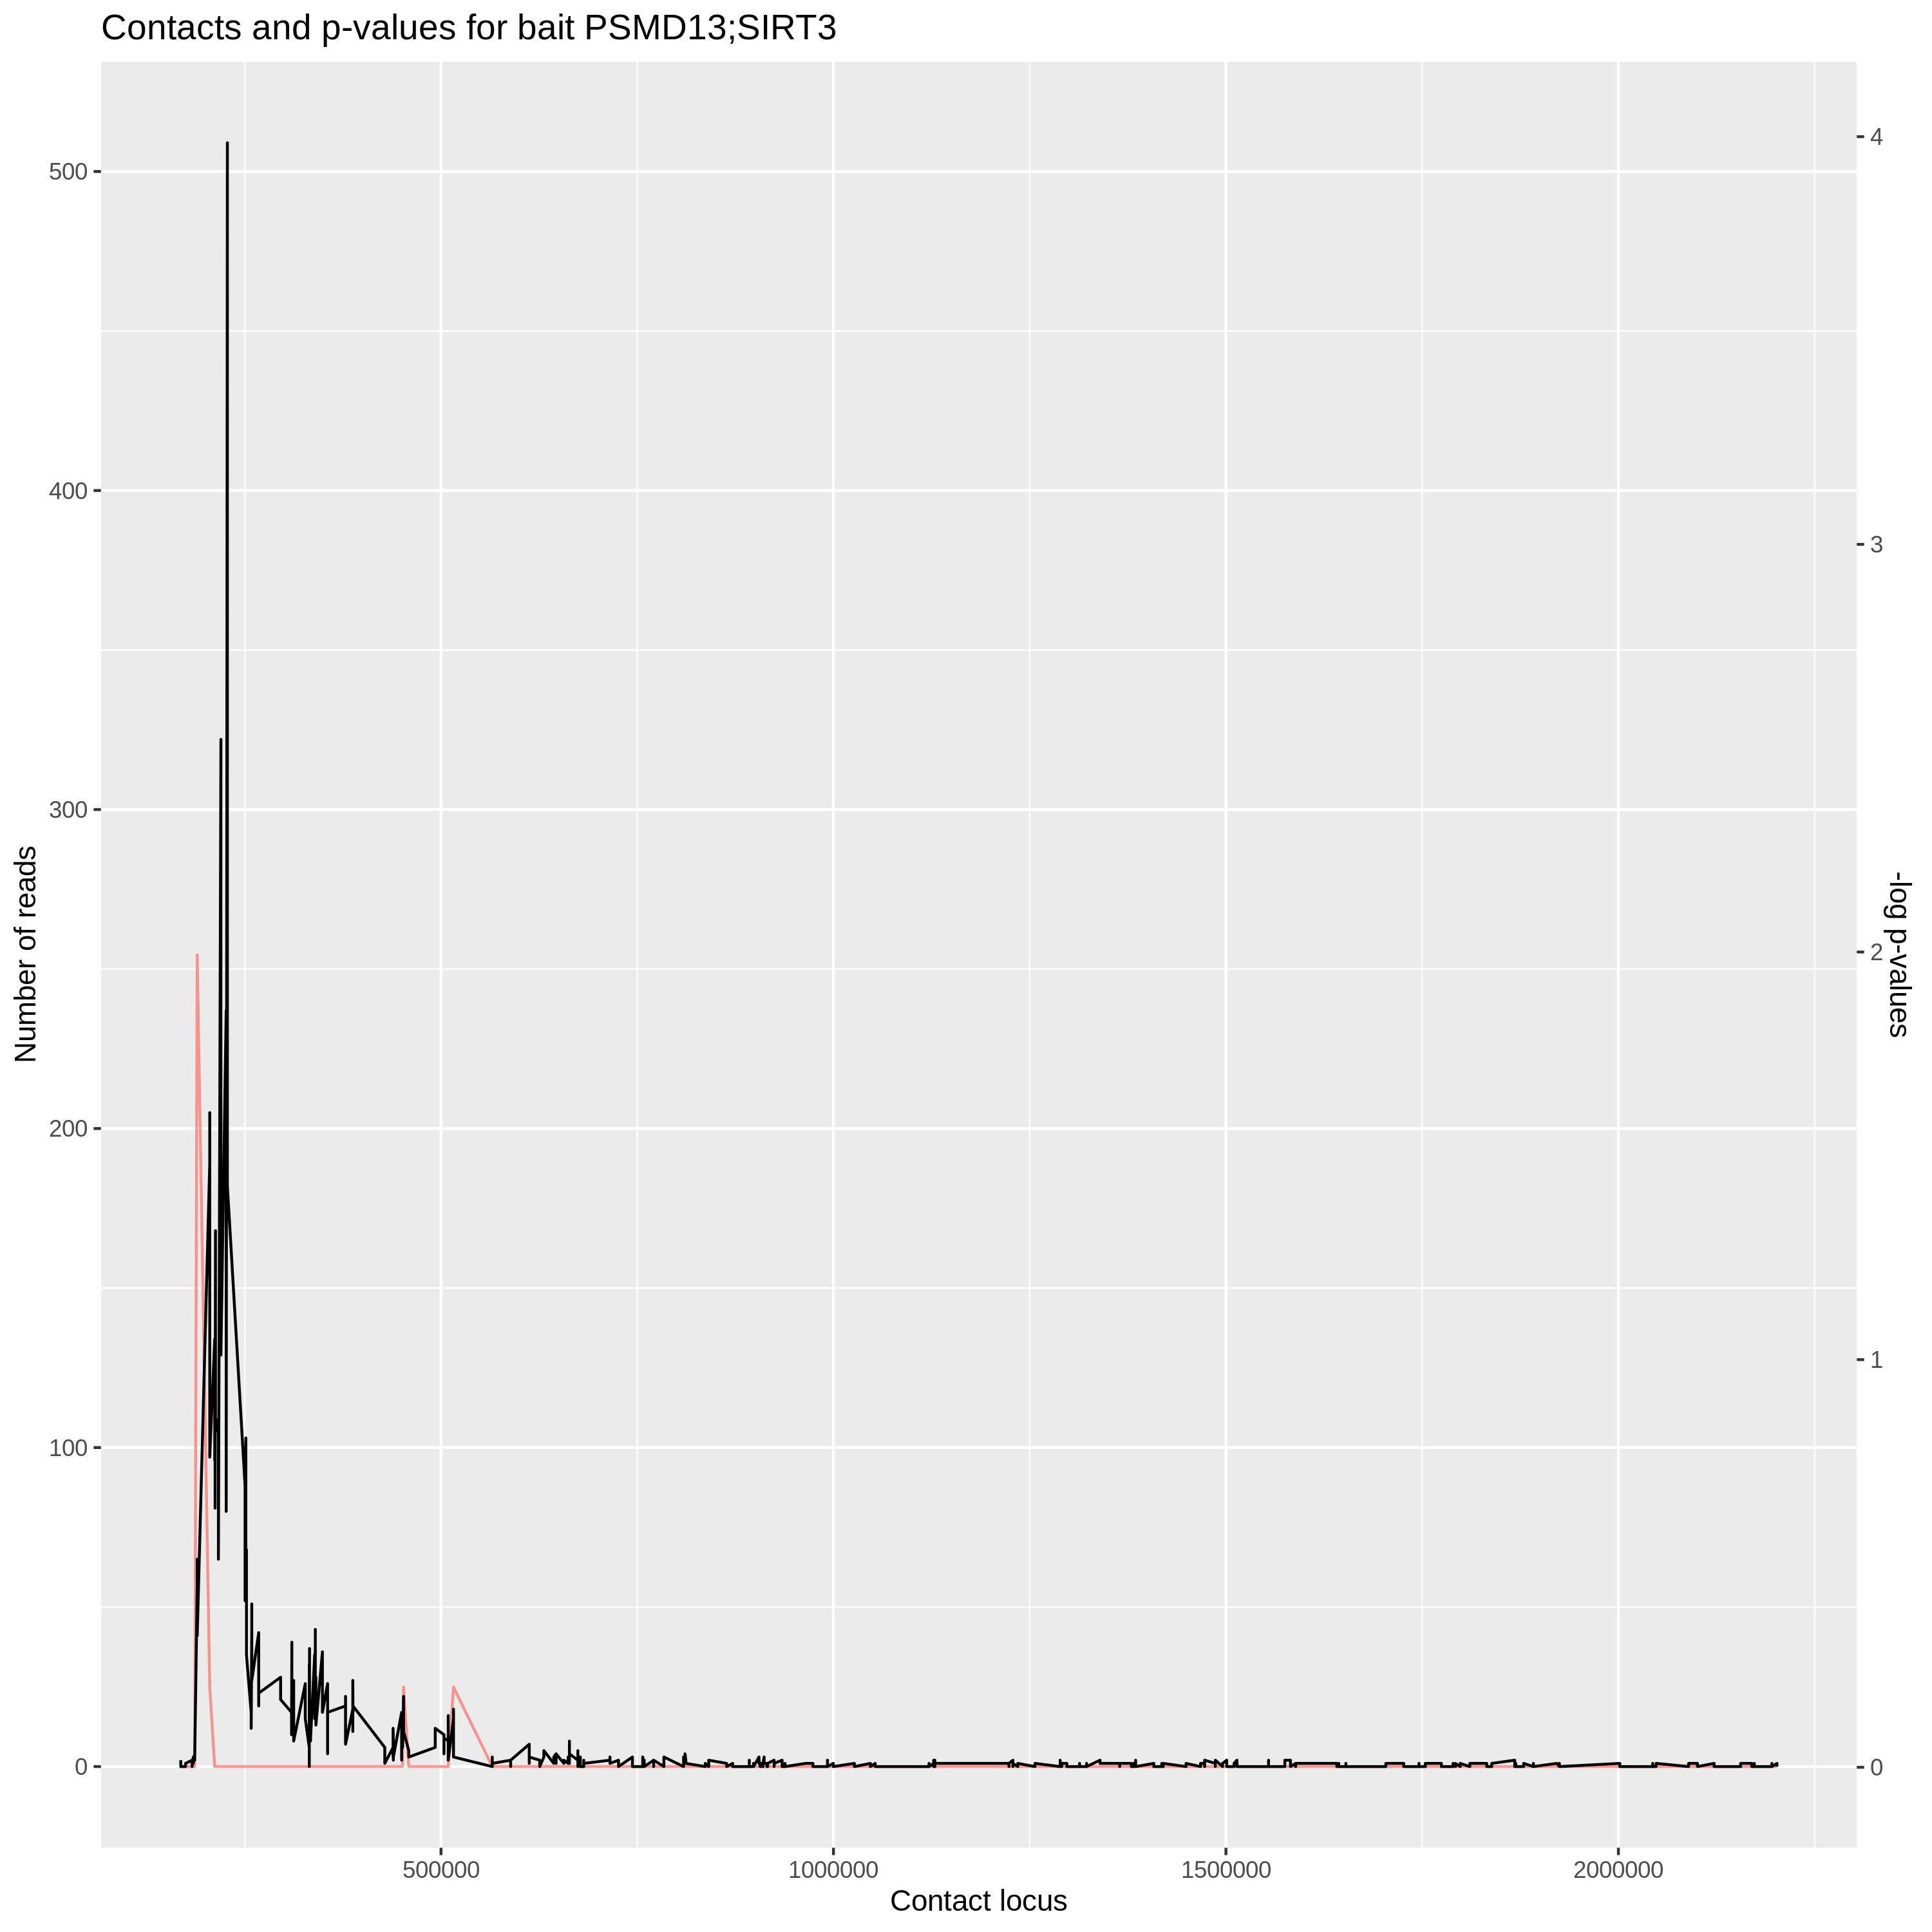 Contacts and p-values for bait PSMD13;SIRT3
500
400
300
200
100
0
Number of reads
4
3
2
1
0
-log p-values
500000 1000000 1500000 2000000
Contact locus